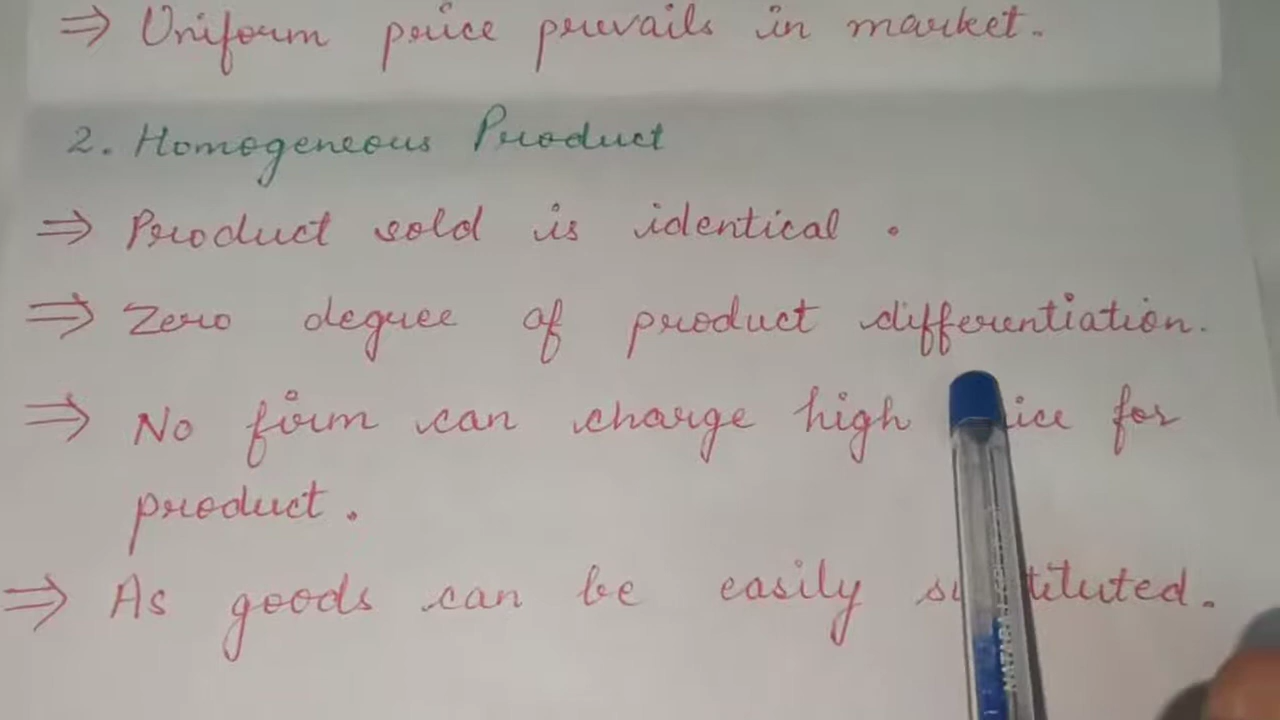 ⇒ Uniform price prevails in market.
2. Homogeneous Product
⇒ Product sold is identical .
⇒ Zero degree of product differentiation.
⇒ No firm can charge high for
product .
⇒ As goods can be easily
NATARAJ